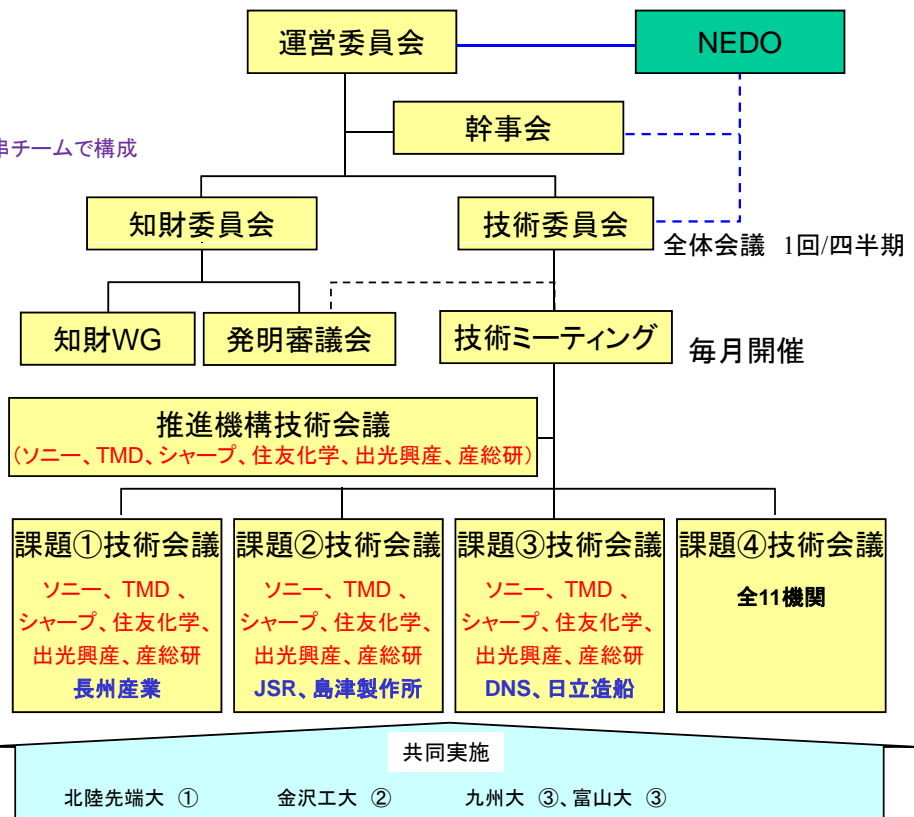 運営委員会
NEDO
幹事会
チームで構成
知財委員会
技術委員会
全体会議 1回/四半期
知財WG
発明審議会
技術ミーティング
毎月開催
推進機構技術会議
(ソニー、TMD、シャープ、住友化学、出光興産、産総研)
課題①技術会議
ソニー、TMD 、
シャープ、住友化学、
出光興産、産総研
長州産業
課題②技術会議
ソニー、TMD 、
シャープ、住友化学、
出光興産、産総研
JSR、島津製作所
課題③技術会議
ソニー、TMD 、
シャープ、住友化学、
出光興産、産総研
DNS、日立造船
課題④技術会議
全11機関
共同実施
北陸先端大 ①
金沢工大 ②
九州大 ③、富山大 ③